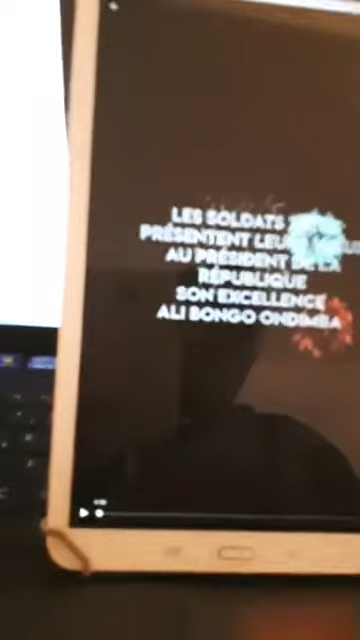 LES SOLDATS
PRÉSENTENT
AU PRÉSIDENT DE LA
RÉPUBLIQUE
SON EXCELLENCE
ALI BONGO ONDIMBA